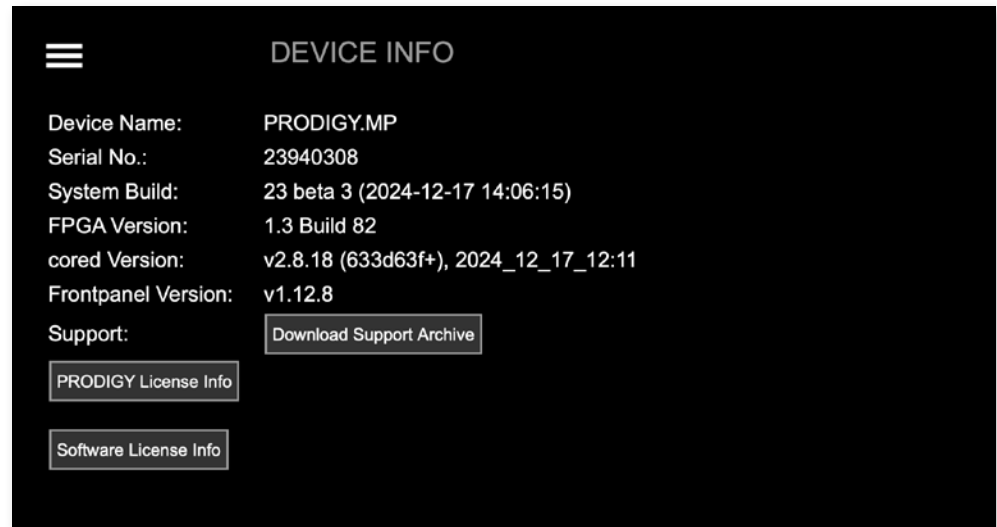 DEVICE INFO
Device Name: PRODIGY.MP
Serial No.: 23940308
System Build: 23 beta 3 (2024-12-17 14:06:15)
FPGA Version: 1.3 Build 82
cored Version: v2.8.18 (633d63f+), 2024_12_17_12:11
Frontpanel Version: v1.12.8
Support: Download Support Archive
PRODIGY License Info
Software License Info